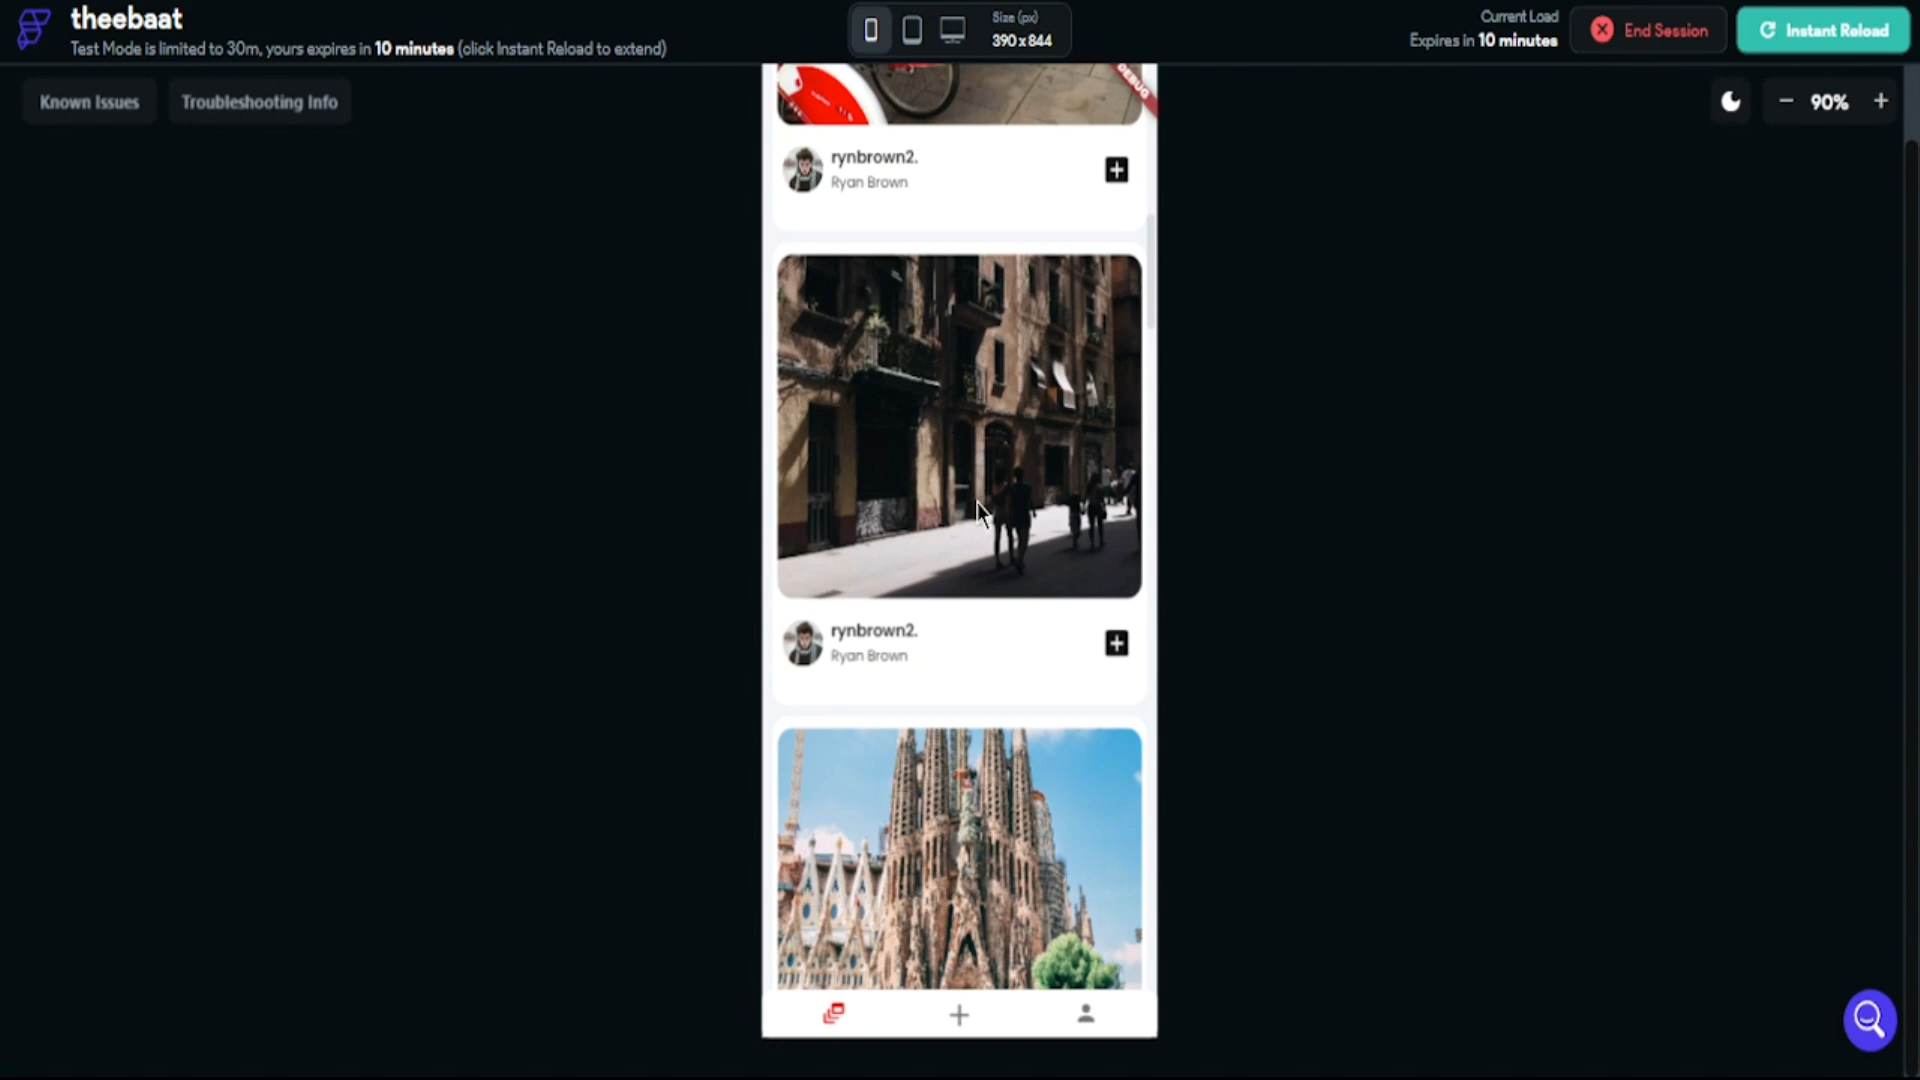 theebaat
Test Mode is limited to 30m, yours expires in 10 minutes (click Instant Reload to extend)
Size (px)
390 x 844
Current Load
Expires in 10 minutes
End Session
Instant Reload
Known Issues
Troubleshooting Info
90%
DEBUG
rynbrown2.
Ryan Brown
rynbrown2.
Ryan Brown